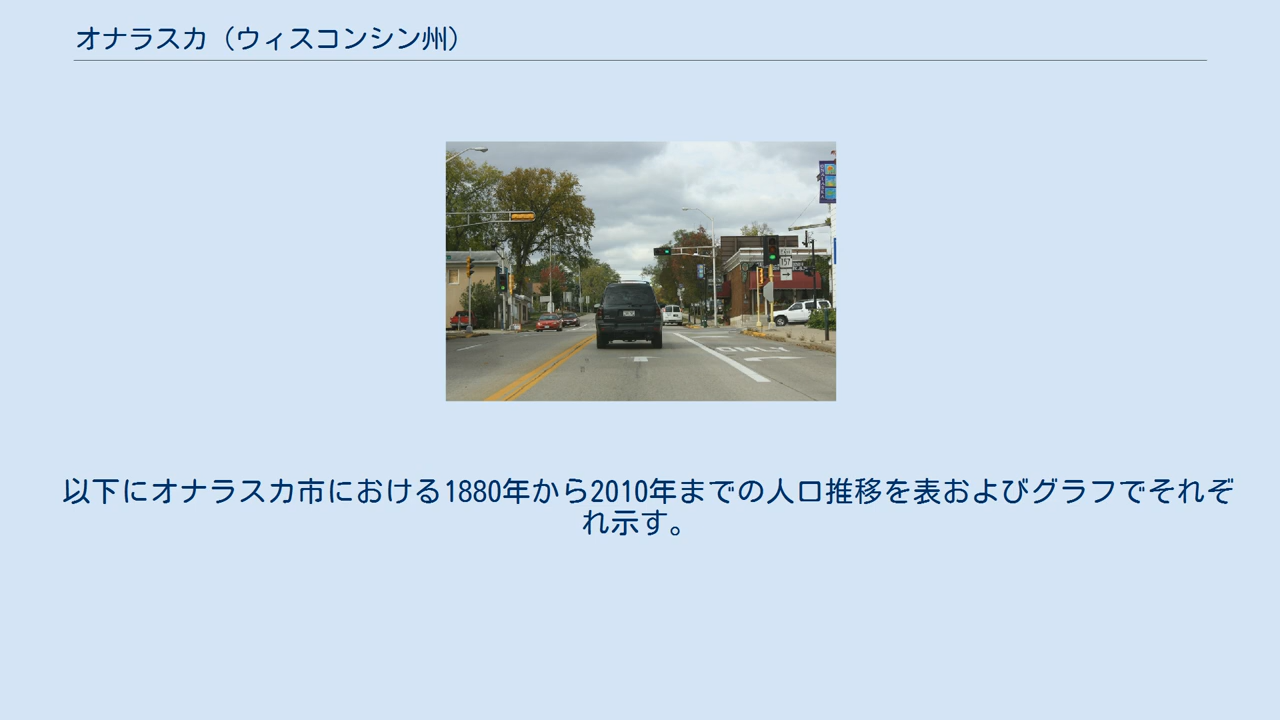 オナラスカ（ウィスコンシン州）
157
ONLY
以下にオナラスカ市における1880年から2010年までの人口推移を表およびグラフでそれぞ
れ示す。